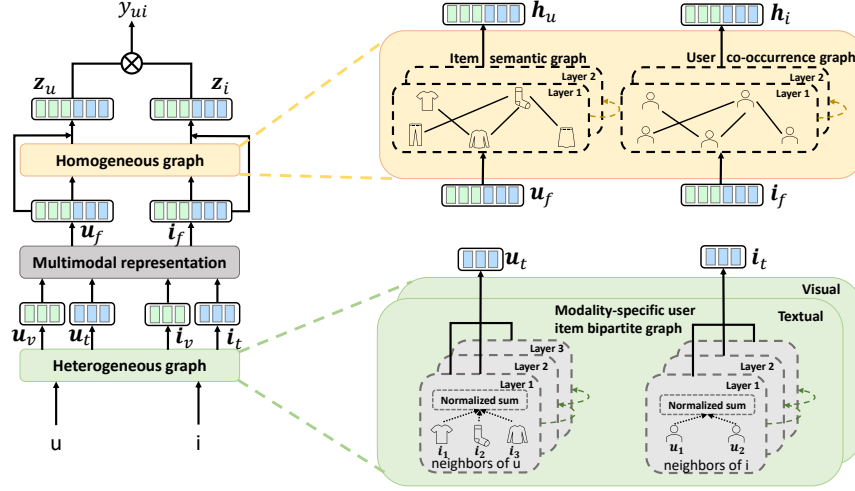 y_ui
z_u
z_i
Homogeneous graph
u_f
i_f
Multimodal representation
u_v
u_t
i_v
i_t
Heterogeneous graph
u
i
h_u
h_i
Item semantic graph
Layer 2
Layer 1
User co-occurrence graph
Layer 2
Layer 1
u_f
i_f
u_t
i_t
Visual
Modality-specific user
item bipartite graph
Textual
Layer 3
Layer 2
Layer 1
Normalized sum
i_1
i_2
i_3
neighbors of u
Layer 2
Layer 1
Normalized sum
u_1
u_2
neighbors of i